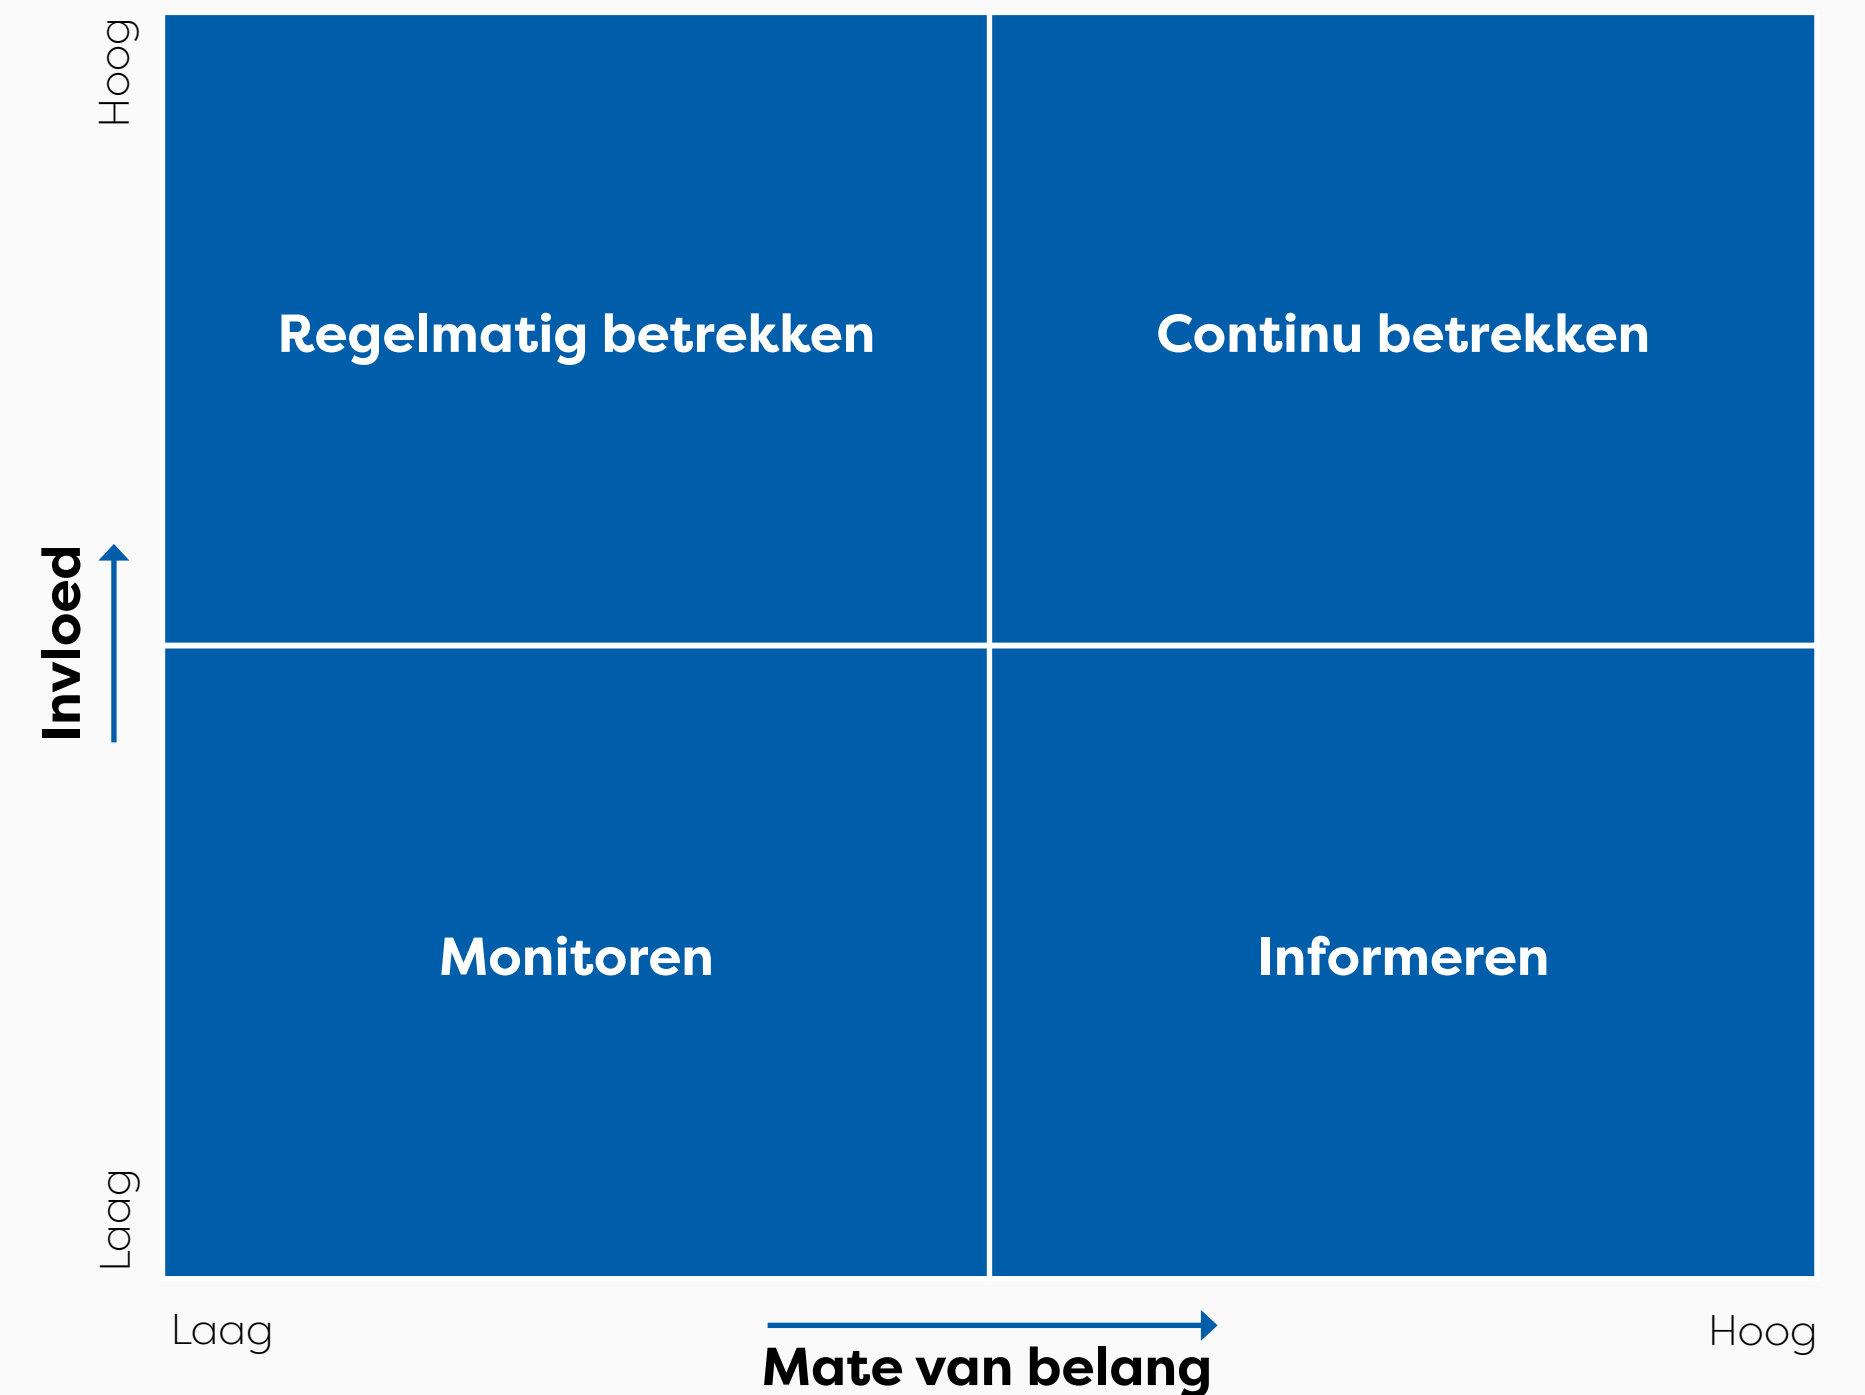 Hoog
Regelmatig betrekken
Continu betrekken
Invloed
Monitoren
Informeren
Laag
Laag
Hoog
Mate van belang